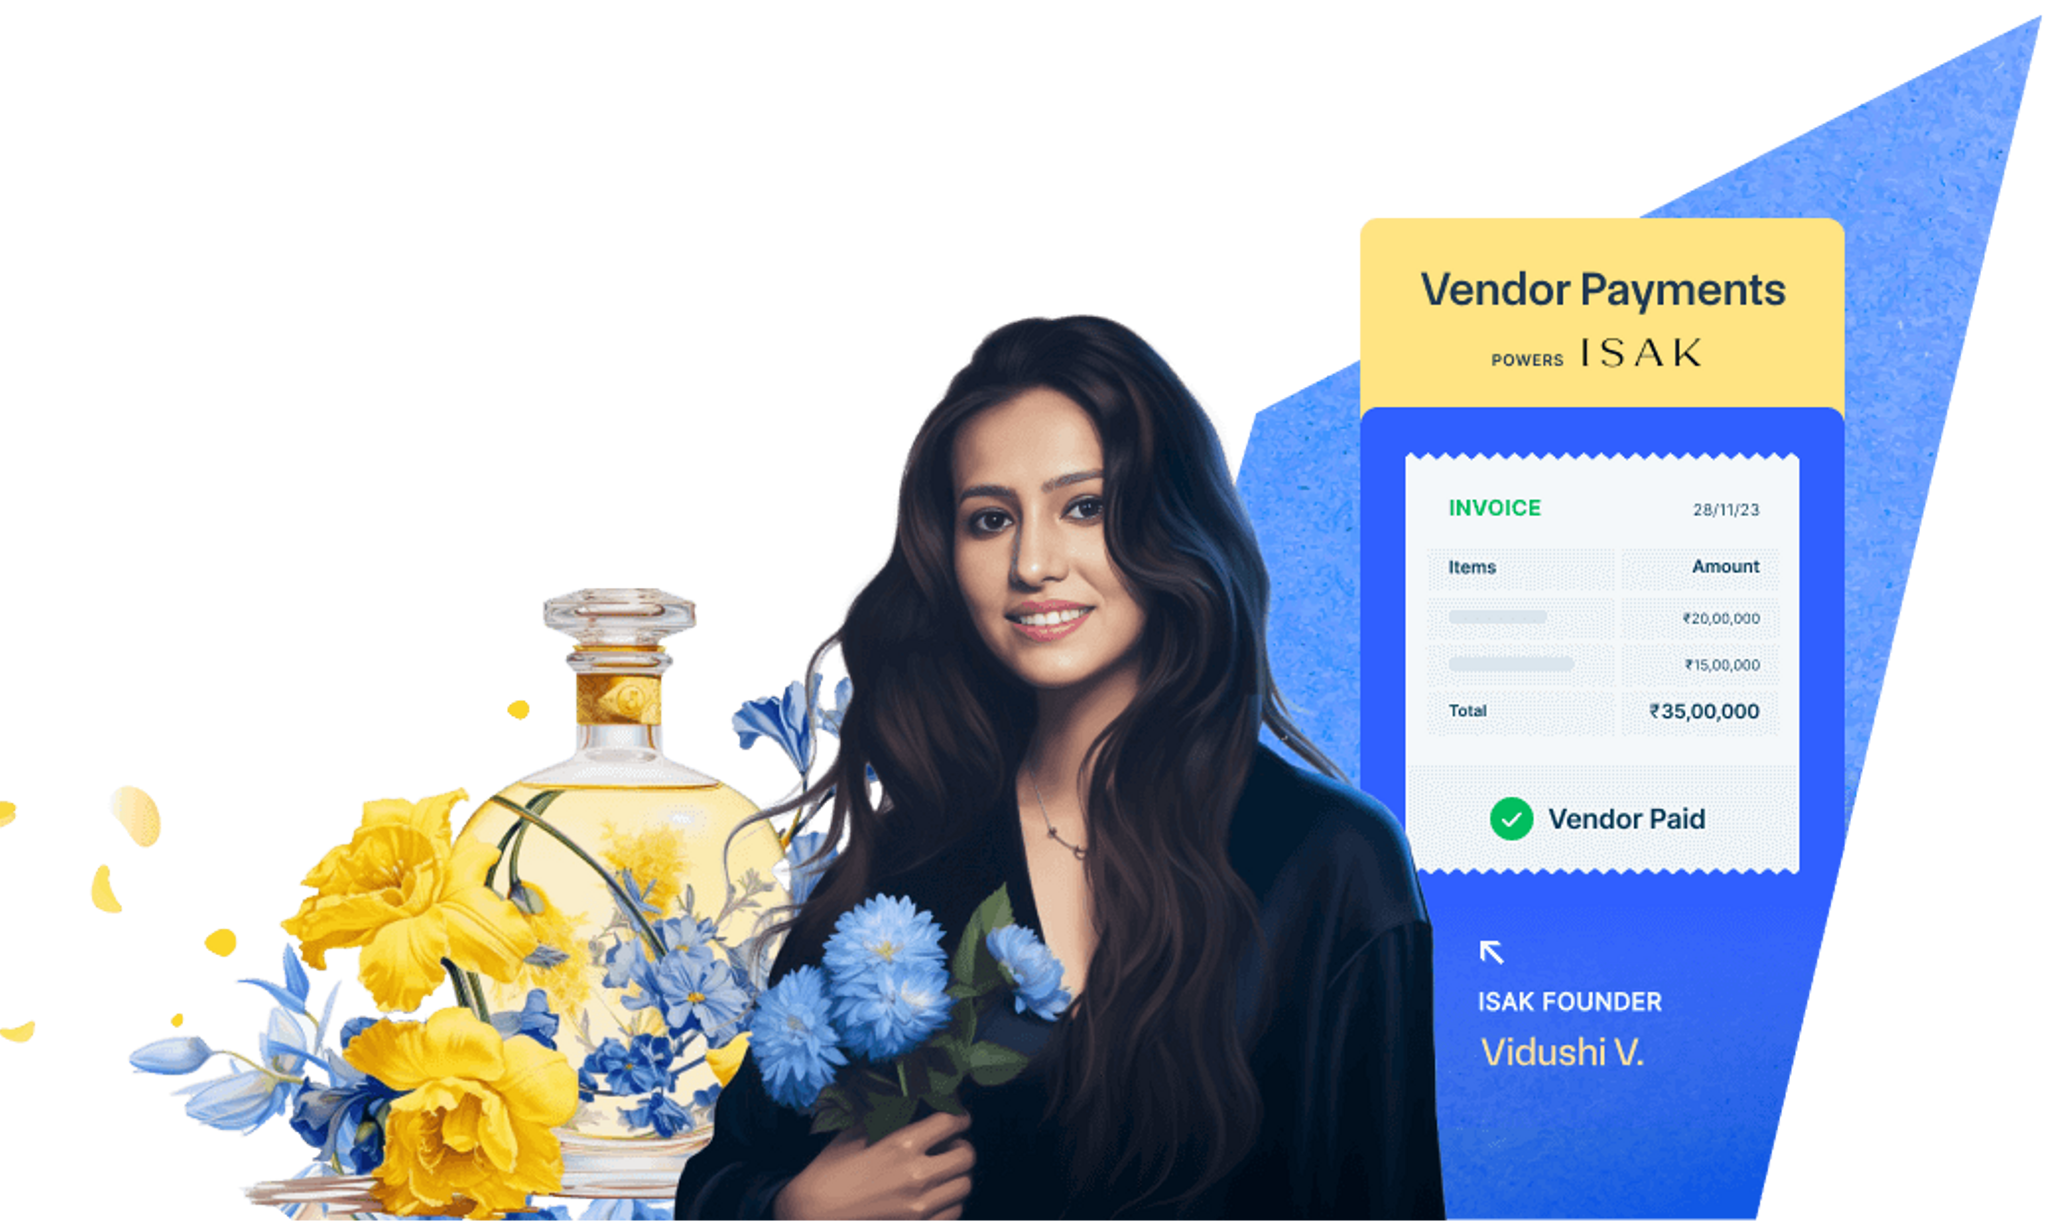 Vendor Payments
POWERS ISAK
INVOICE 28/11/23
Items Amount
₹20,00,000
₹15,00,000
Total ₹35,00,000
Vendor Paid
ISAK FOUNDER
Vidushi V.